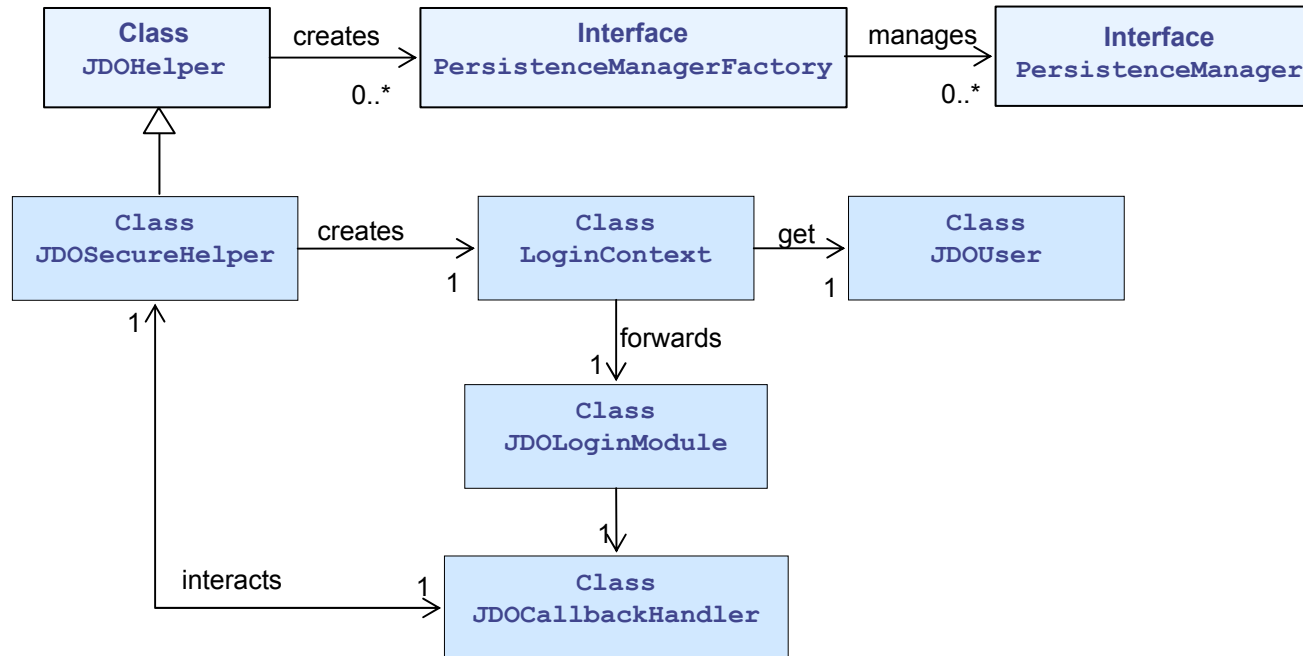 Class
JDOHelper
creates
0..*
Interface
PersistenceManagerFactory
manages
0..*
Interface
PersistenceManager
Class
JDOSecureHelper
creates
1
Class
LoginContext
get
1
Class
JDOUser
1
forwards
1
Class
JDOLoginModule
1
interacts
1
Class
JDOCallbackHandler